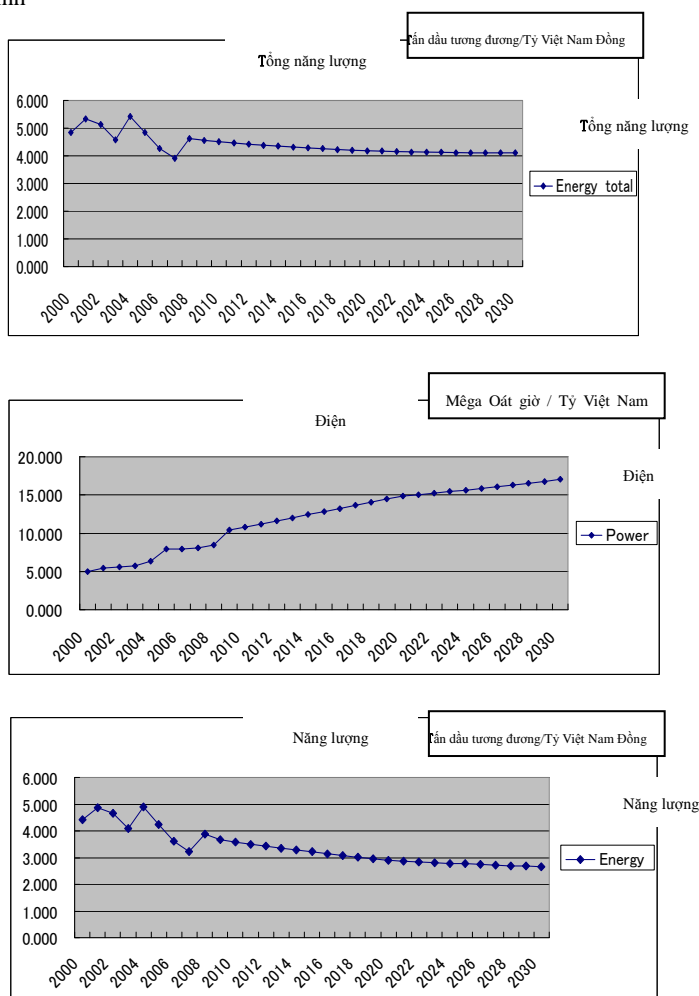 Tấn dầu tương đương/Tỷ Việt Nam Đồng
Tổng năng lượng
6.000
5.000
4.000
3.000
2.000
1.000
0.000
Tổng năng lượng
Energy total
2000 2002 2004 2006 2008 2010 2012 2014 2016 2018 2020 2022 2024 2026 2028 2030
Mêga Oát giờ / Tỷ Việt Nam
Điện
20.000
15.000
10.000
5.000
0.000
Điện
Power
2000 2002 2004 2006 2008 2010 2012 2014 2016 2018 2020 2022 2024 2026 2028 2030
Tấn dầu tương đương/Tỷ Việt Nam Đồng
Năng lượng
6.000
5.000
4.000
3.000
2.000
1.000
0.000
Năng lượng
Energy
2000 2002 2004 2006 2008 2010 2012 2014 2016 2018 2020 2022 2024 2026 2028 2030